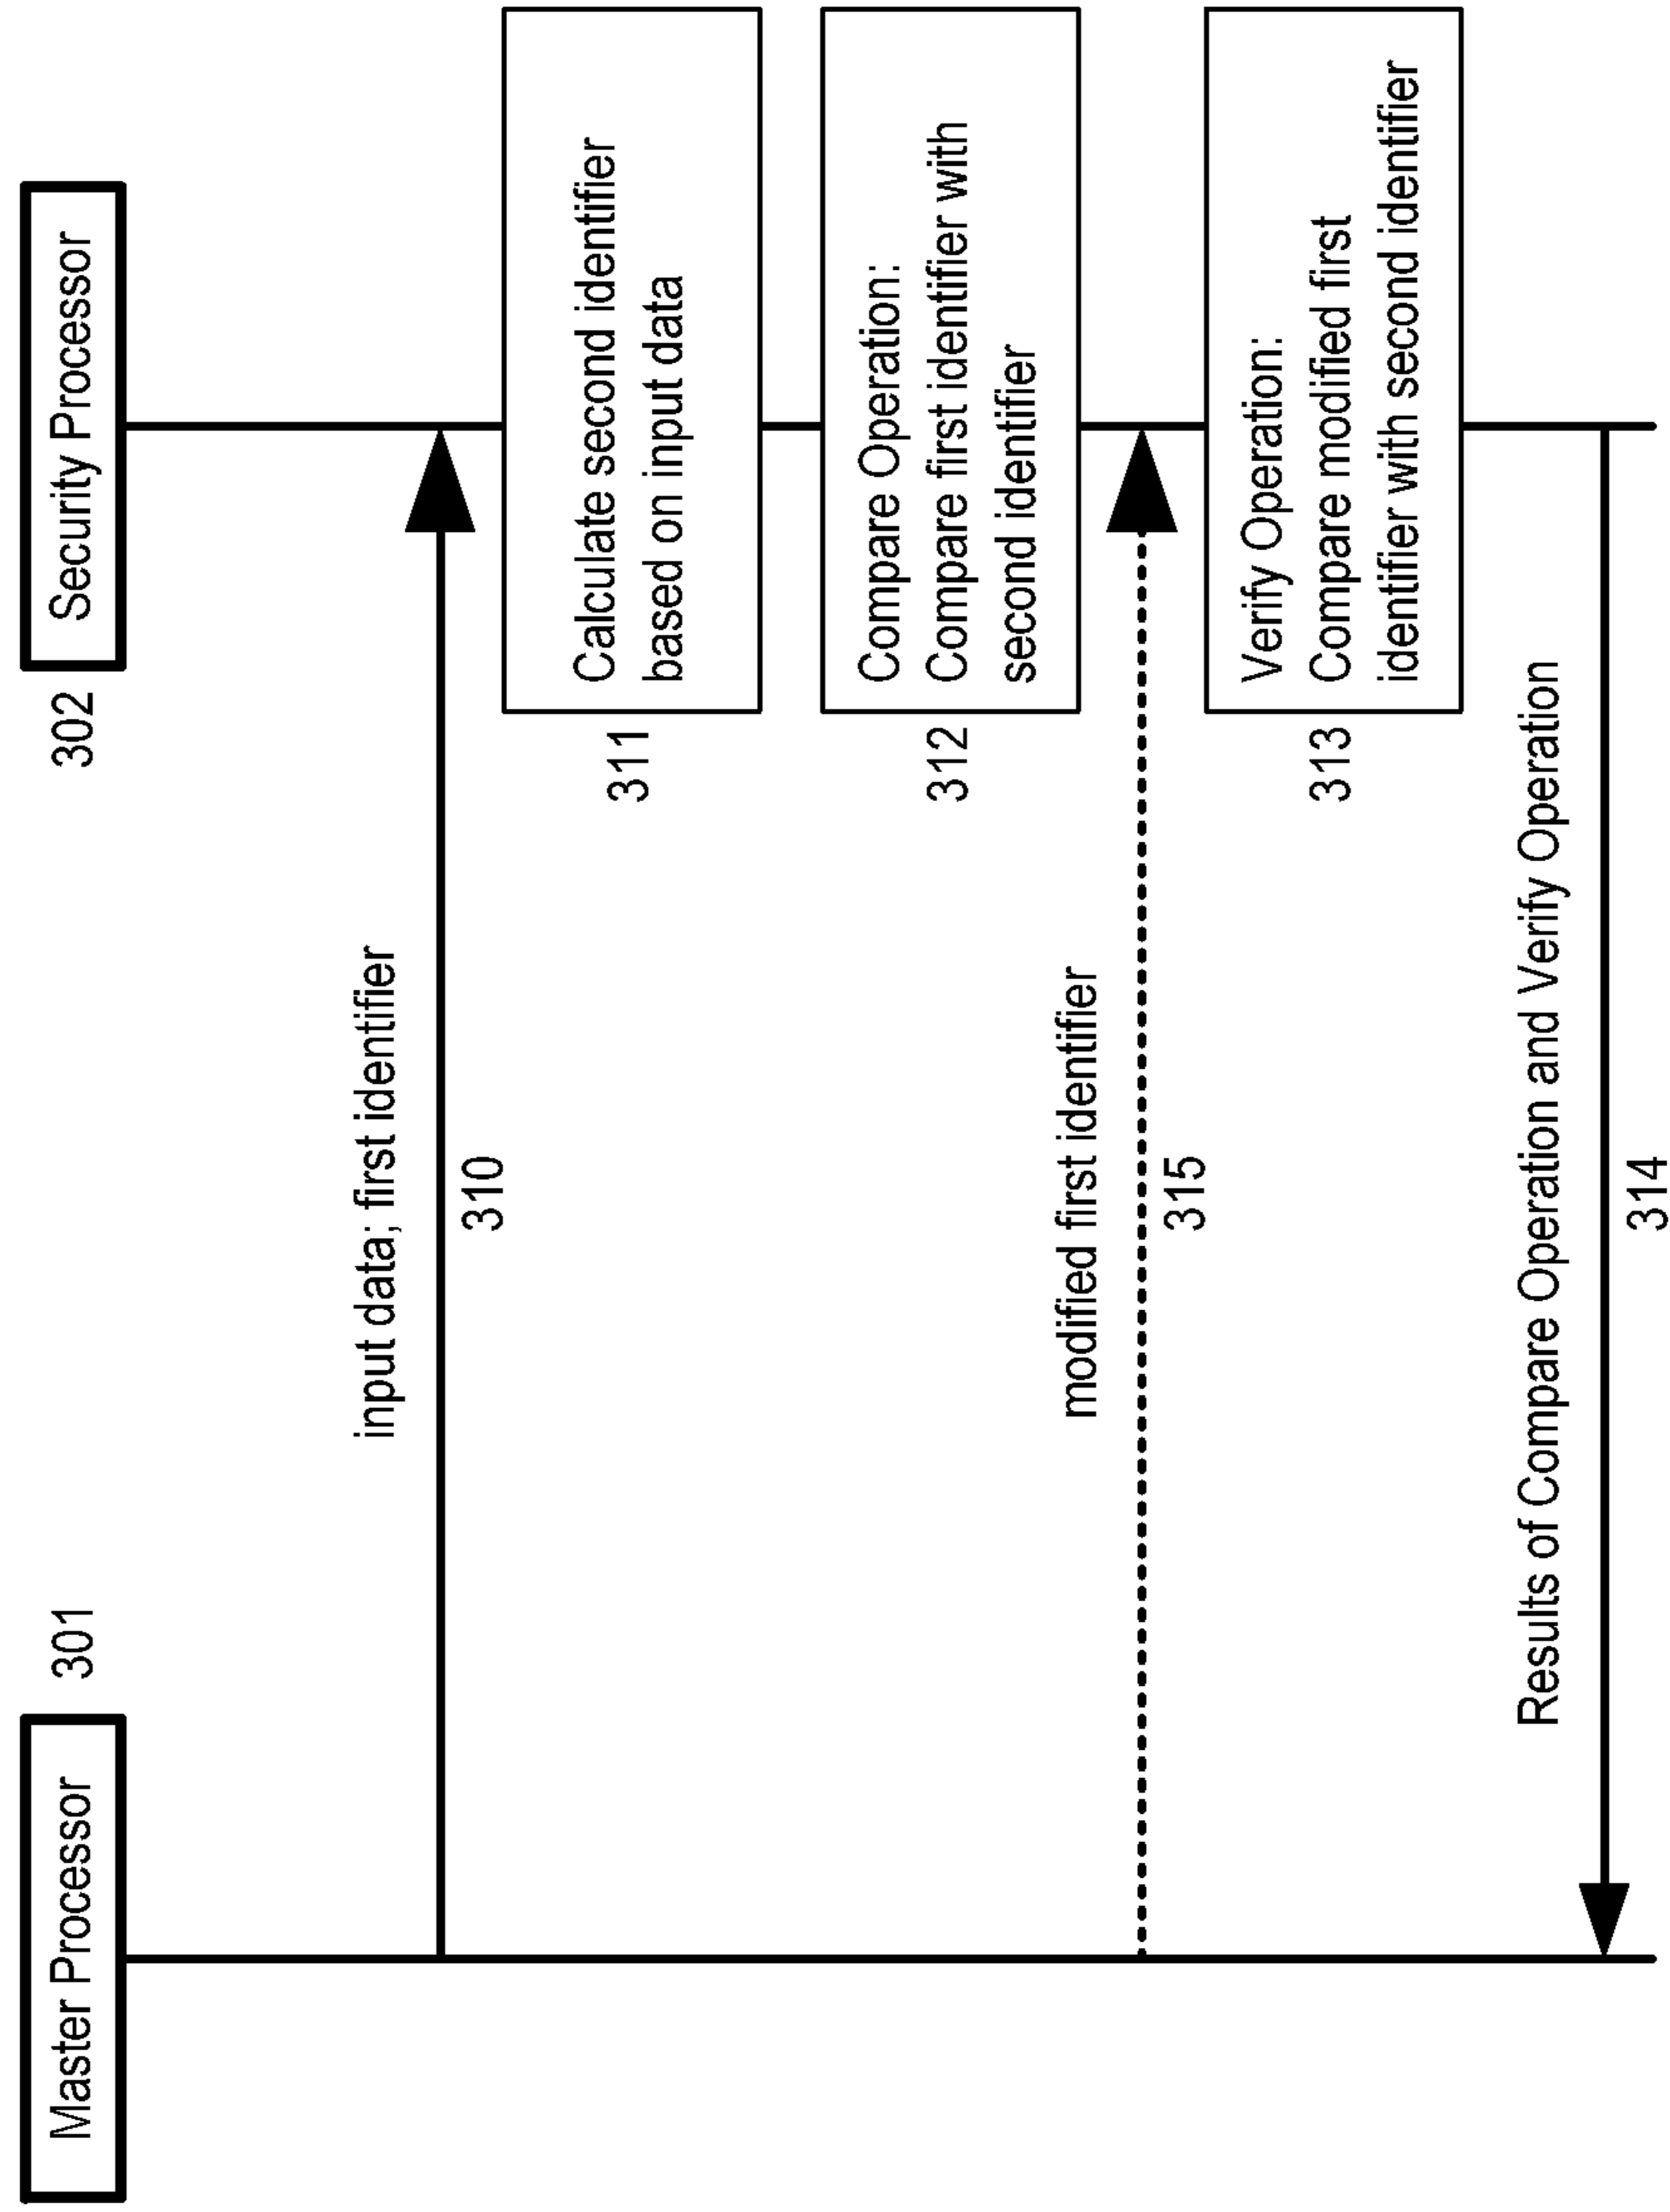 Master Processor
301
302
Security Processor
input data; first identifier
310
311
Calculate second identifier
based on input data
312
Compare Operation:
Compare first identifier with
second identifier
modified first identifier
315
313
Verify Operation:
Compare modified first
identifier with second identifier
Results of Compare Operation and Verify Operation
314